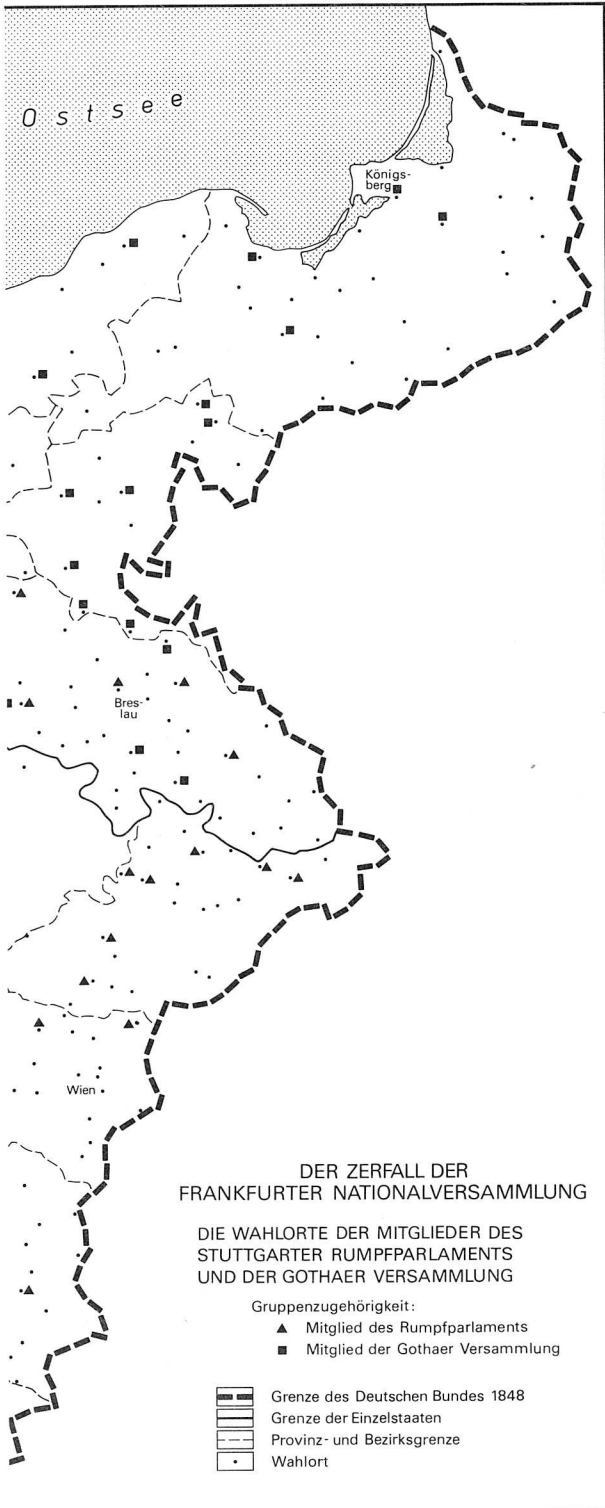 Ostsee
Königs-
berg
Bres-
lau
Wien
DER ZERFALL DER
FRANKFURTER NATIONALVERSAMMLUNG
DIE WAHLORTE DER MITGLIEDER DES
STUTTGARTER RUMPFPARLAMENTS
UND DER GOTHAER VERSAMMLUNG
Gruppenzugehörigkeit:
Mitglied des Rumpfparlaments
Mitglied der Gothaer Versammlung
Grenze des Deutschen Bundes 1848
Grenze der Einzelstaaten
Provinz- und Bezirksgrenze
Wahlort